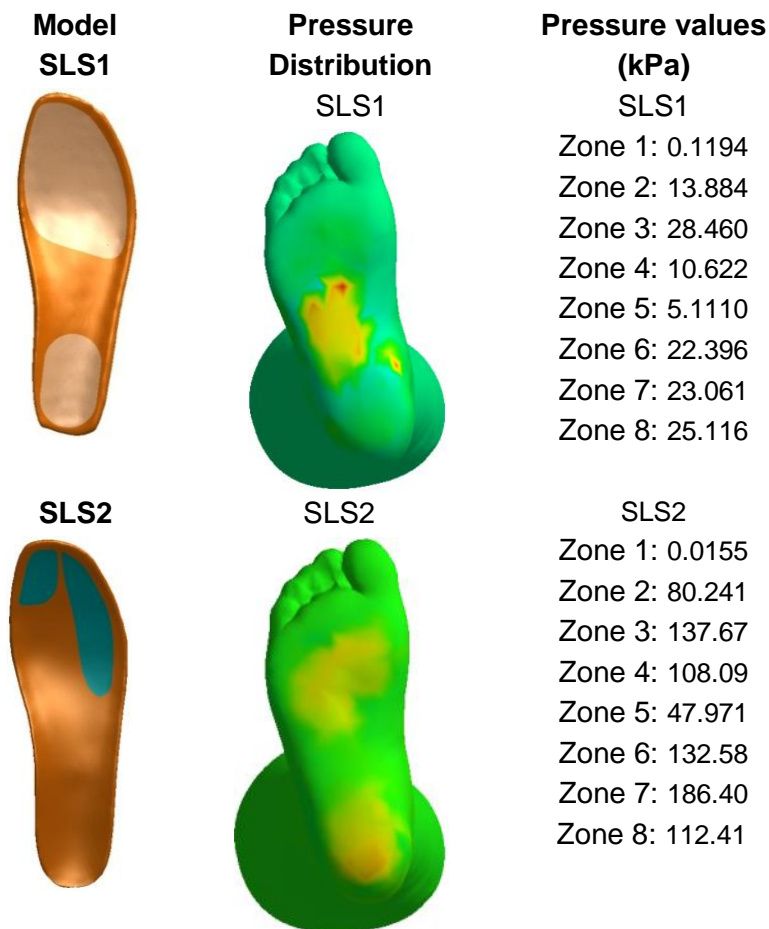 Model
SLS1
Pressure
Distribution
SLS1
Pressure values
(kPa)
SLS1
Zone 1: 0.1194
Zone 2: 13.884
Zone 3: 28.460
Zone 4: 10.622
Zone 5: 5.1110
Zone 6: 22.396
Zone 7: 23.061
Zone 8: 25.116
SLS2
SLS2
SLS2
Zone 1: 0.0155
Zone 2: 80.241
Zone 3: 137.67
Zone 4: 108.09
Zone 5: 47.971
Zone 6: 132.58
Zone 7: 186.40
Zone 8: 112.41